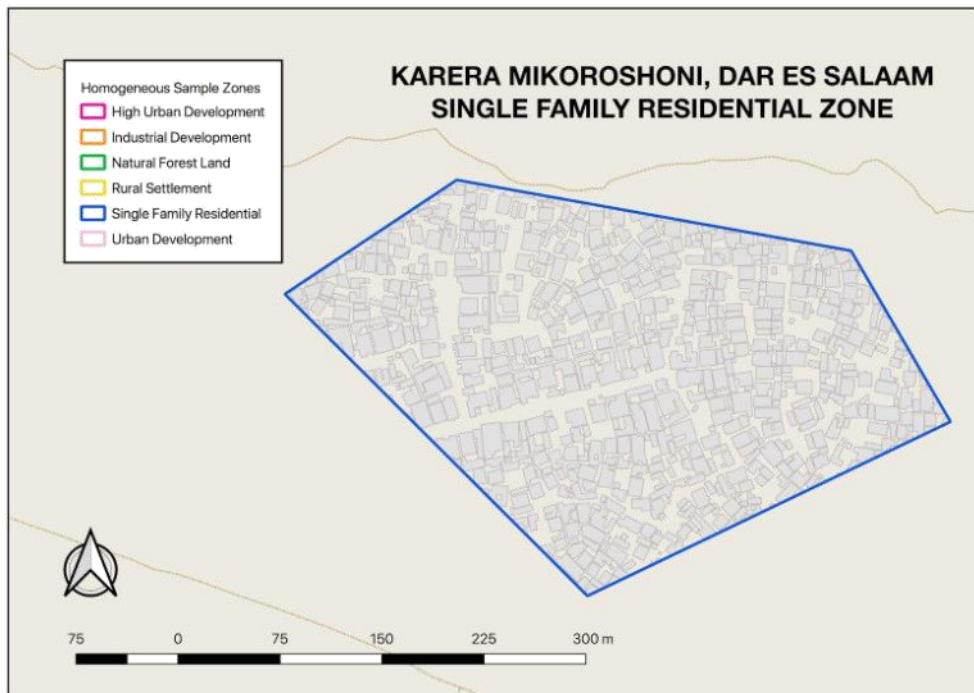 KARERA MIKOROSHONI, DAR ES SALAAM
SINGLE FAMILY RESIDENTIAL ZONE
Homogeneous Sample Zones
High Urban Development
Industrial Development
Natural Forest Land
Rural Settlement
Single Family Residential
Urban Development
75 0 75 150 225 300 m